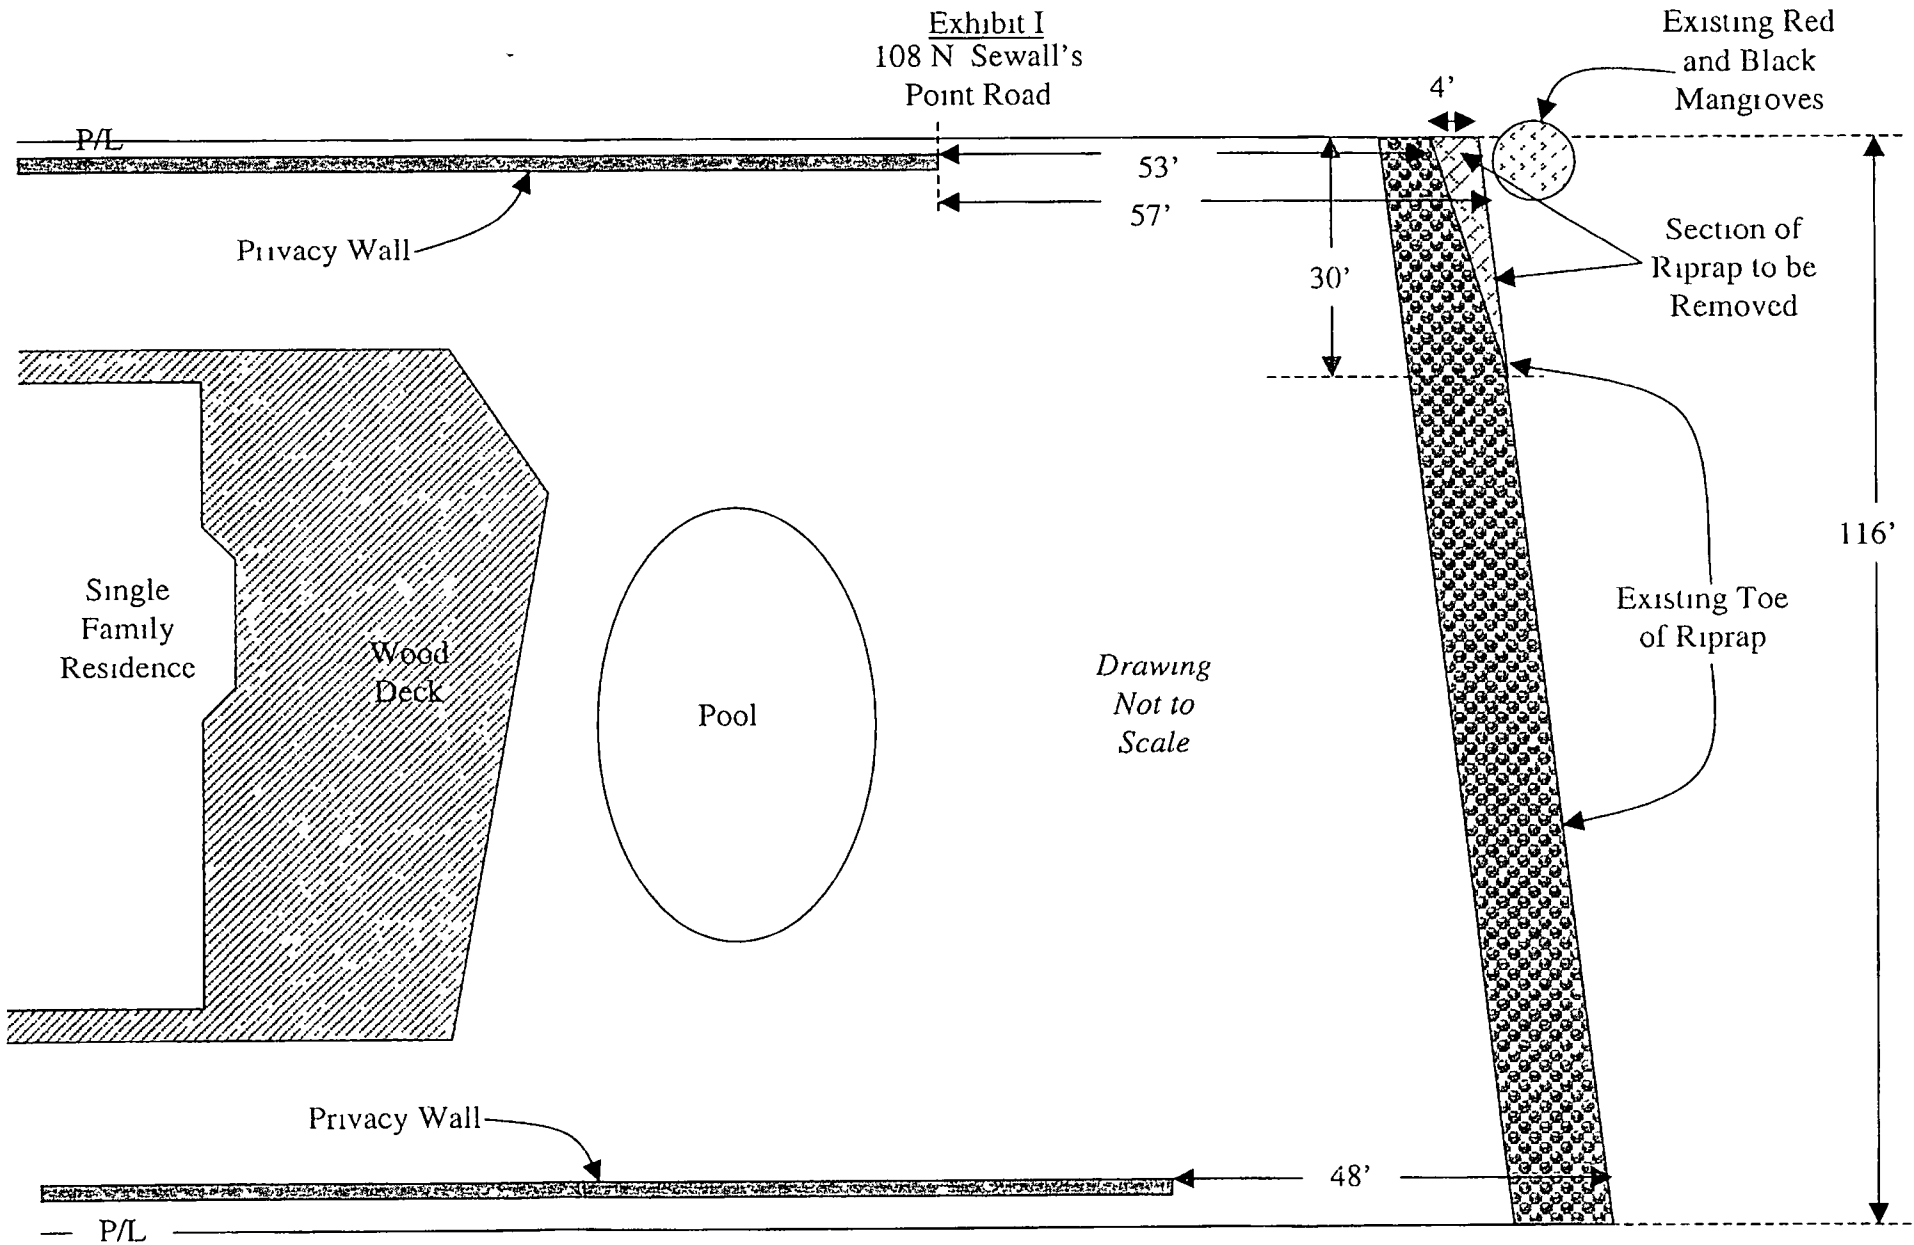 Exhibit I
108 N Sewall's
Point Road
Existing Red
and Black
Mangroves
4'
P/L
53'
57'
Privacy Wall
30'
Section of
Riprap to be
Removed
116'
Single
Family
Residence
Wood
Deck
Pool
Drawing
Not to
Scale
Existing Toe
of Riprap
Privacy Wall
48'
P/L